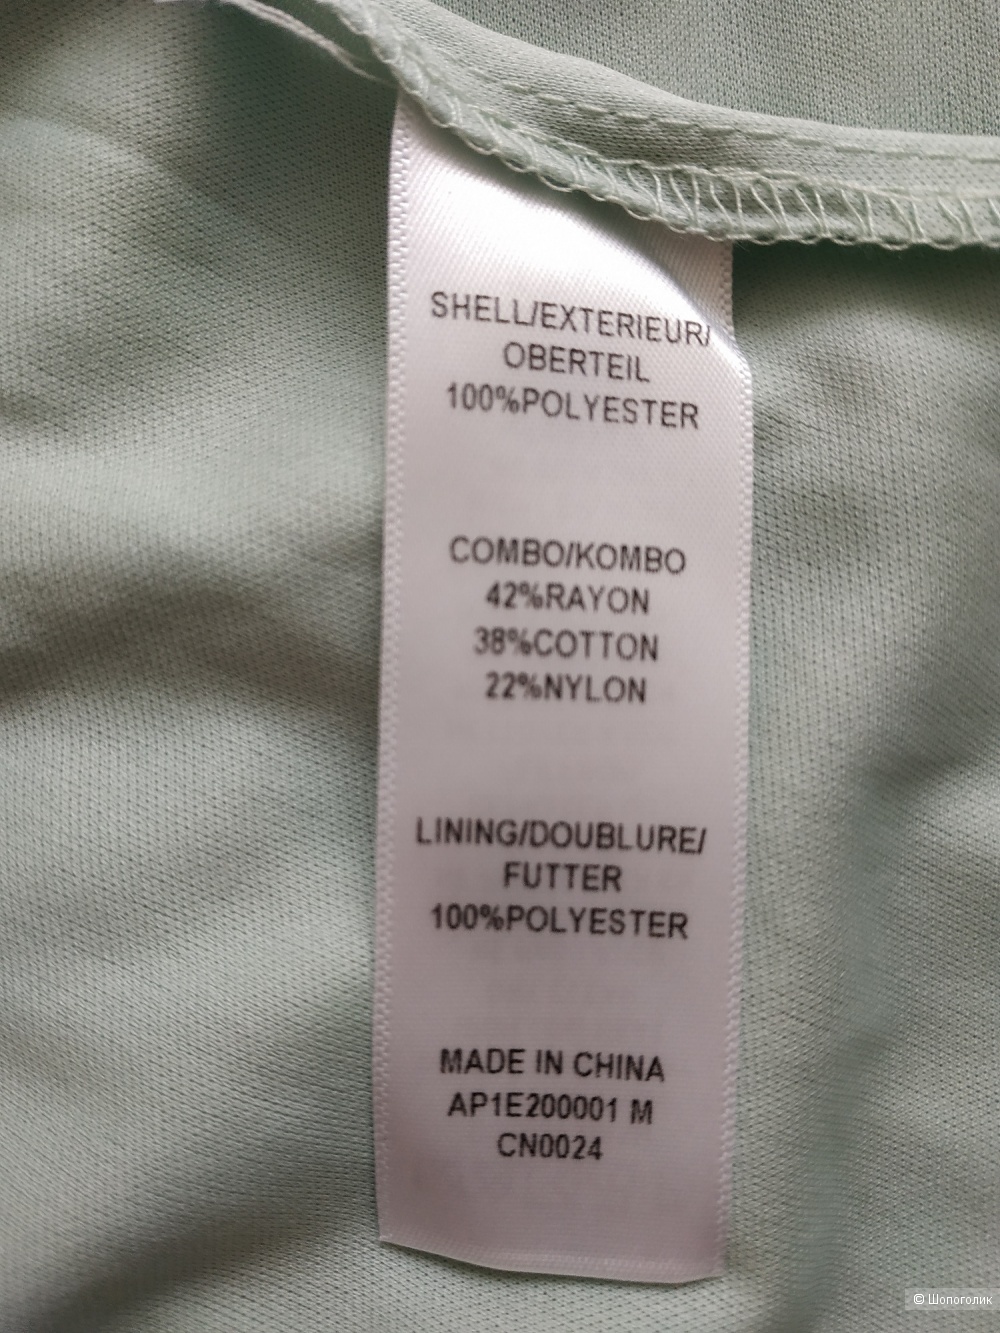 SHELL/EXTERIEUR/
OBERTEIL
100%POLYESTER
COMBO/KOMBO
42%RAYON
38%COTTON
22%NYLON
LINING/DOUBLURE/
FUTTER
100%POLYESTER
MADE IN CHINA
AP1E200001 M
CN0024
© Шопоголик